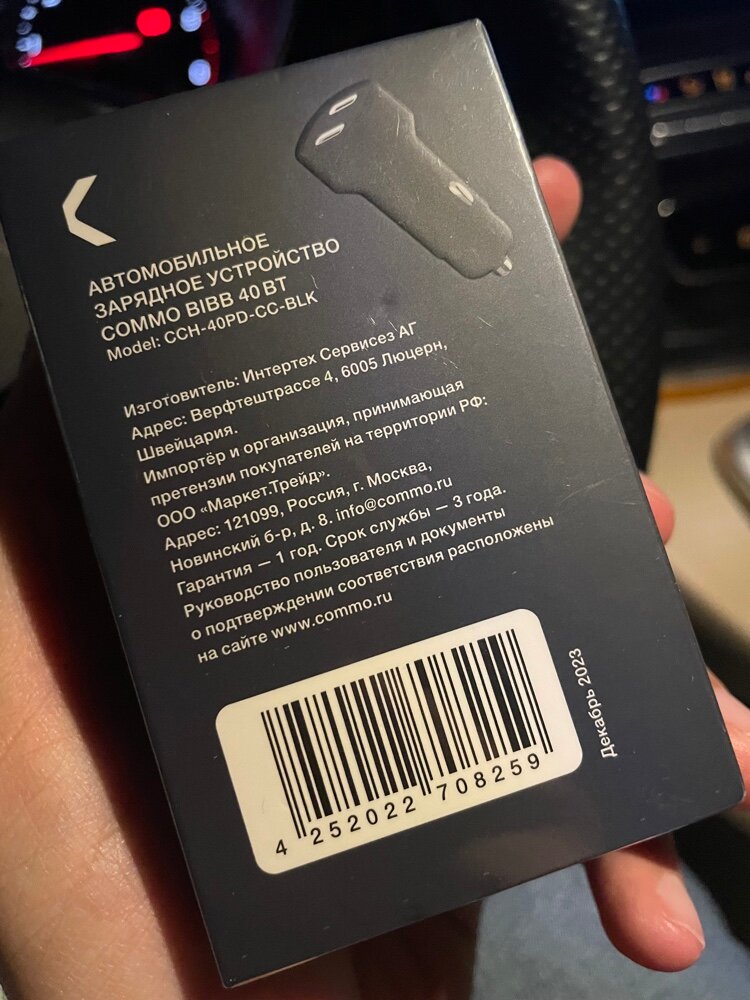 АВТОМОБИЛЬНОЕ
ЗАРЯДНОЕ УСТРОЙСТВО
COMMO BIBB 40 ВТ
Model: CCH-40PD-CC-BLK
Изготовитель: Интертех Сервисез АГ
Адрес: Верфтештрассе 4, 6005 Люцерн,
Швейцария.
Импортёр и организация, принимающая
претензии покупателей на территории РФ:
ООО «Маркет.Трейд».
Адрес: 121099, Россия, г. Москва,
Новинский б-р, д. 8. info@commo.ru
Гарантия — 1 год. Срок службы — 3 года.
Руководство пользователя и документы
о подтверждении соответствия расположены
на сайте www.commo.ru
4 252022 708259
Декабрь 2023